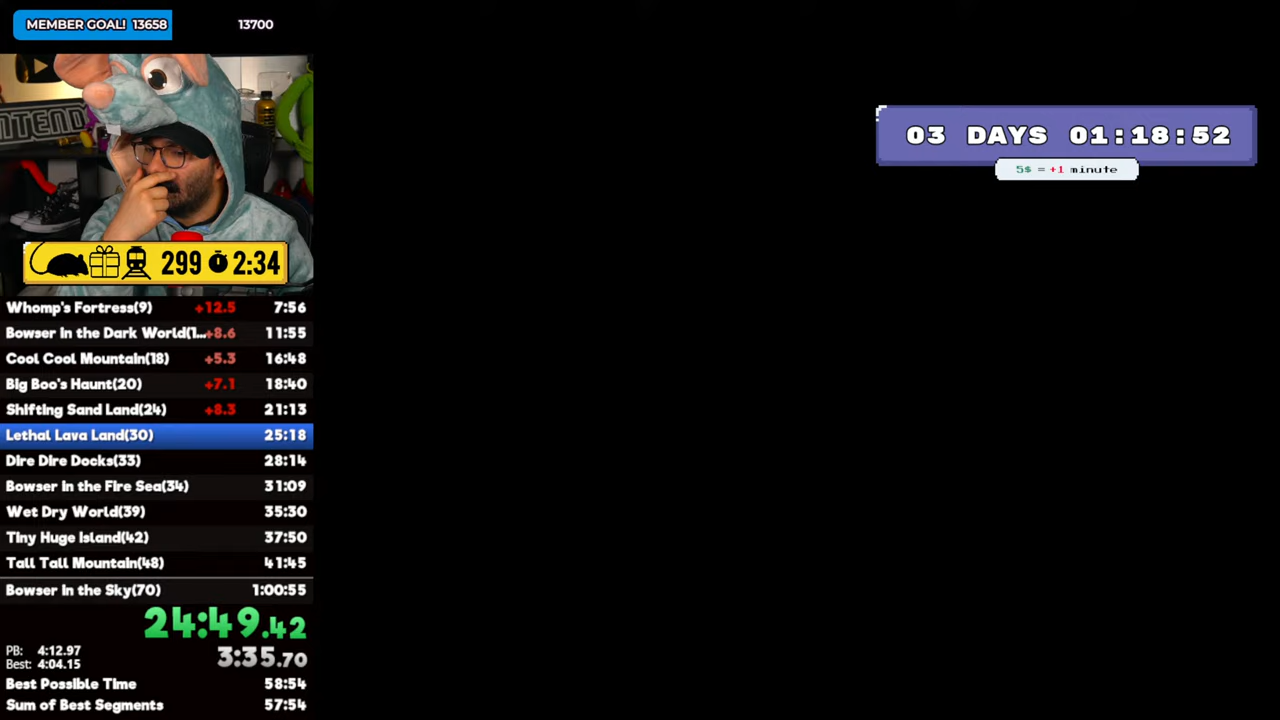 MEMBER GOAL! 13658 13700
NTEND
03 DAYS 01:18:52
5$ = +1 minute
299 2:34
Whomp's Fortress(9) +12.5 7:56
Bowser in the Dark World(1... +8.6 11:55
Cool Cool Mountain(18) +5.3 16:48
Big Boo's Haunt(20) +7.1 18:40
Shifting Sand Land(24) +8.3 21:13
Lethal Lava Land(30) 25:18
Dire Dire Docks(33) 28:14
Bowser in the Fire Sea(34) 31:09
Wet Dry World(39) 35:30
Tiny Huge Island(42) 37:50
Tall Tall Mountain(48) 41:45
Bowser in the Sky(70) 1:00:55
24:49.42
PB: 4:12.97 3:35.70
Best: 4:04.15
Best Possible Time 58:54
Sum of Best Segments 57:54